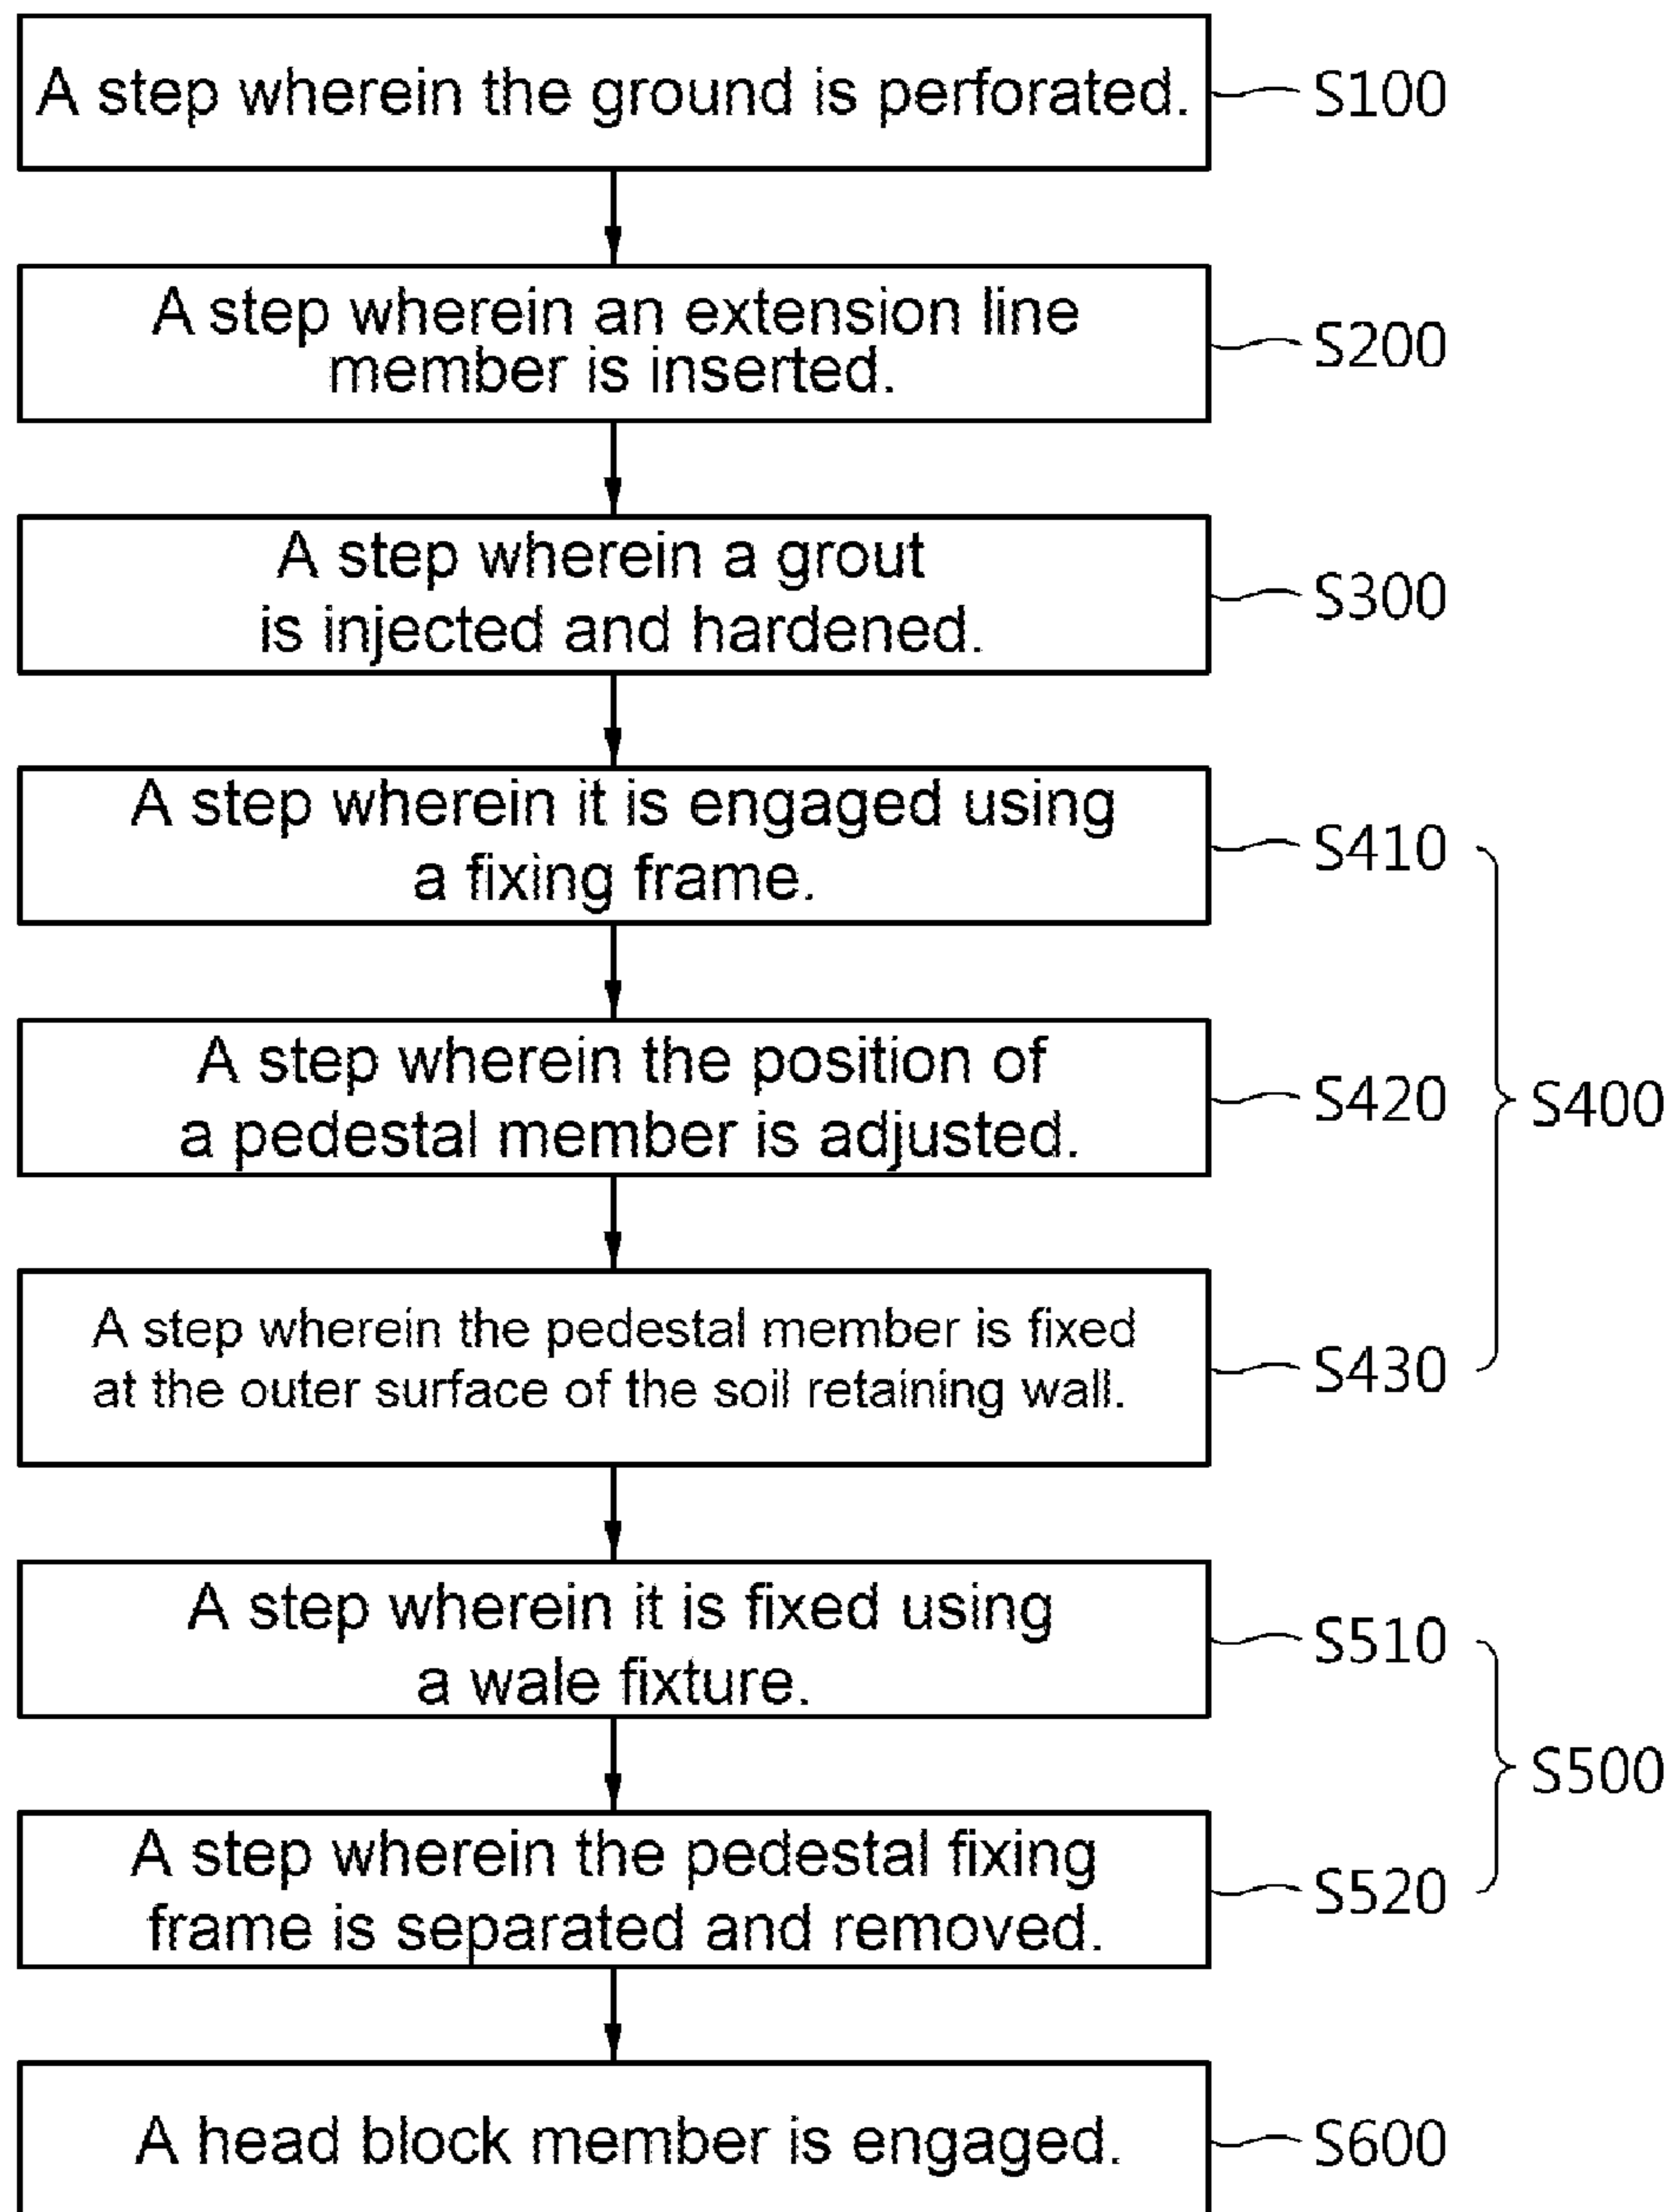 A step wherein the ground is perforated.
S100
A step wherein an extension line
member is inserted.
S200
A step wherein a grout
is injected and hardened.
S300
A step wherein it is engaged using
a fixing frame.
S410
A step wherein the position of
a pedestal member is adjusted.
S420
S400
A step wherein the pedestal member is fixed
at the outer surface of the soil retaining wall.
S430
A step wherein it is fixed using
a wale fixture.
S510
S500
A step wherein the pedestal fixing
frame is separated and removed.
S520
A head block member is engaged.
S600